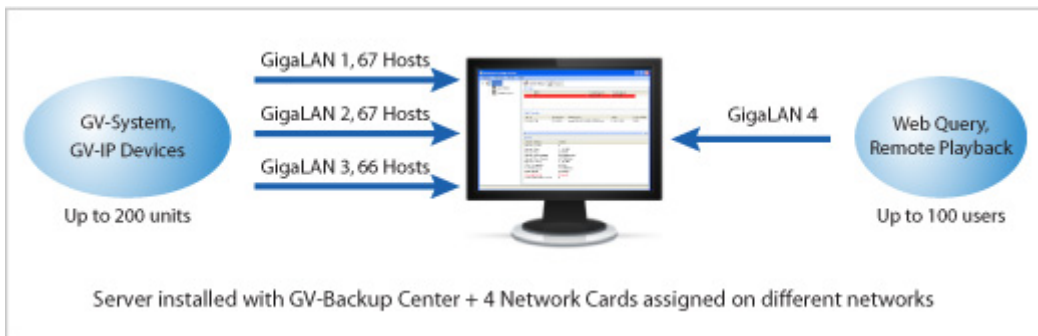 GigaLAN 1, 67 Hosts
GigaLAN 2, 67 Hosts
GigaLAN 3, 66 Hosts
GV-System,
GV-IP Devices
Up to 200 units
GigaLAN 4
Web Query,
Remote Playback
Up to 100 users
Server installed with GV-Backup Center + 4 Network Cards assigned on different networks